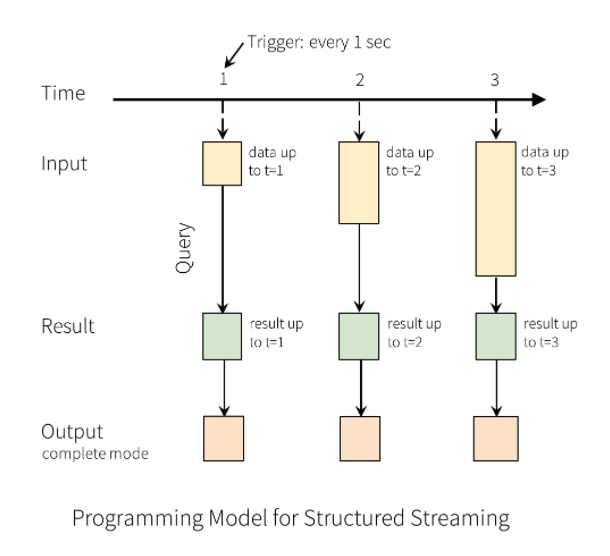 Trigger: every 1 sec
Time
1
2
3
Input
data up
to t=1
data up
to t=2
data up
to t=3
Query
Result
result up
to t=1
result up
to t=2
result up
to t=3
Output
complete mode
Programming Model for Structured Streaming